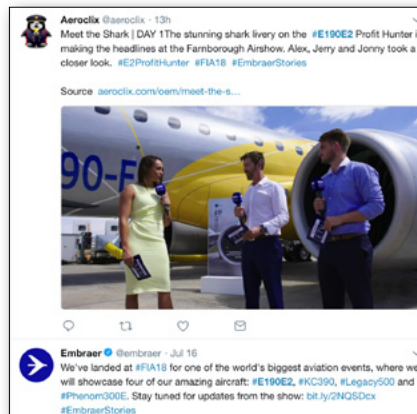 Aeroclix @aeroclix · 13h
Meet the Shark | DAY 1The stunning shark livery on the #E190E2 Profit Hunter
making the headlines at the Farnborough Airshow. Alex, Jerry and Jonny took a
closer look. #E2ProfitHunter #FIA18 #EmbraerStories
Source aeroclix.com/oem/meet-the-s…
90-E
Embraer @embraer · Jul 16
We've landed at #FIA18 for one of the world's biggest aviation events, where we
will showcase four of our amazing aircraft: #E190E2, #KC390, #Legacy500 and
#Phenom300E. Stay tuned for updates from the show: bit.ly/2NQSDcx
#EmbraerStories